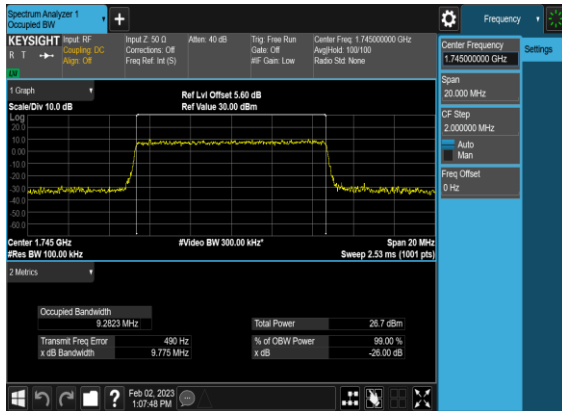 Spectrum Analyzer 1
Occupied BW
+
Frequency
KEYSIGHT
R T
LXI
Input: RF
Coupling: DC
Align: Off
Input Z: 50 Ω
Corrections: Off
Freq Ref: Int (S)
Atten: 40 dB
Trig: Free Run
Gate: Off
#IF Gain: Low
Center Freq: 1.745000000 GHz
Avg|Hold: 100/100
Radio Std: None
Center Frequency
1.745000000 GHz
Settings
Span
20.000 MHz
CF Step
2.000000 MHz
Auto
Man
Freq Offset
0 Hz
1 Graph
Scale/Div 10.0 dB
Ref Lvl Offset 5.60 dB
Ref Value 30.00 dBm
Log
20.0
10.0
0.00
-10.0
-20.0
-30.0
-40.0
-50.0
-60.0
Center 1.745 GHz
#Res BW 100.00 kHz
#Video BW 300.00 kHz*
Span 20 MHz
Sweep 2.53 ms (1001 pts)
2 Metrics
Occupied Bandwidth
9.2823 MHz
Total Power 26.7 dBm
Transmit Freq Error 490 Hz
% of OBW Power 99.00 %
x dB Bandwidth 9.775 MHz
x dB -26.00 dB
?
Feb 02, 2023
1:07:48 PM